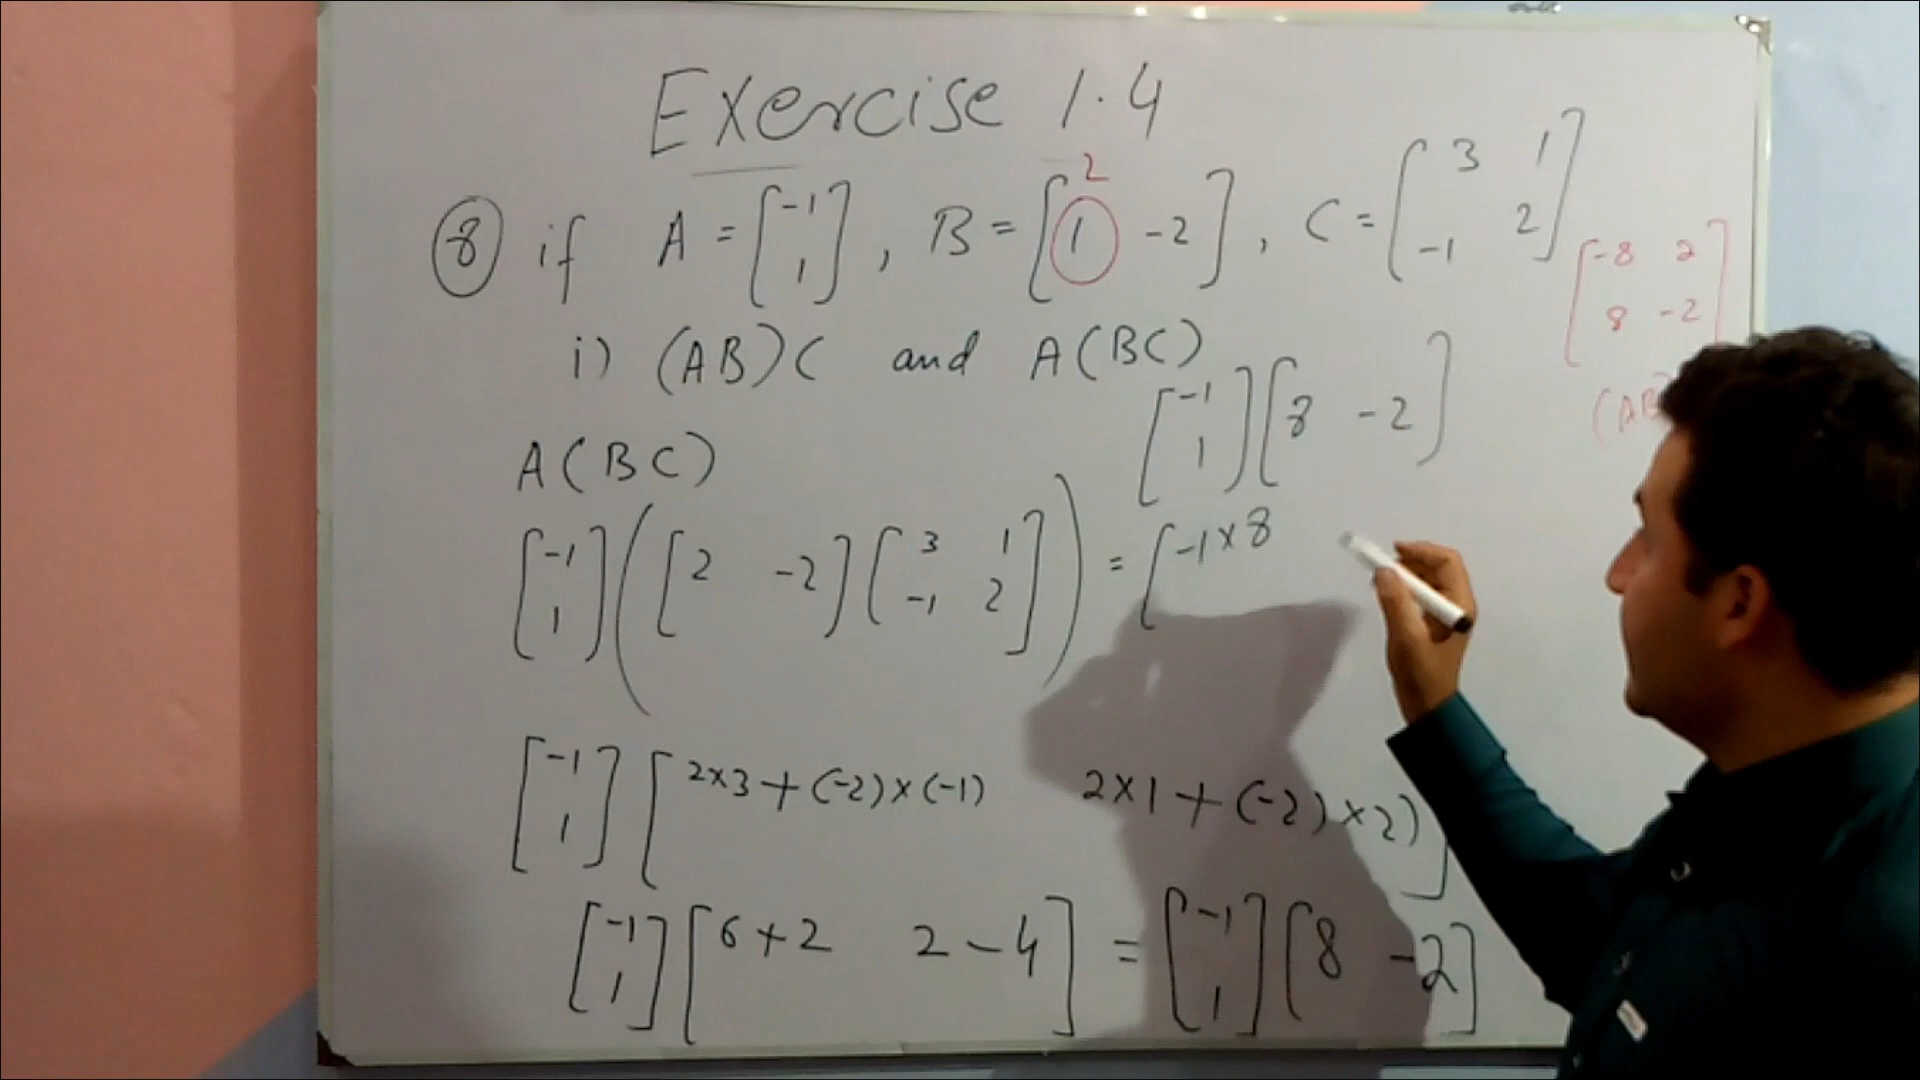 Exercise 1.4
2
8 if A = [-1 1], B = [1 -2], C = [3 1 -1 2]
[-8 2 8 -2]
i) (AB)C and A(BC)
[-1 1][8 -2]
(AB
A(BC)
[-1 1]([2 -2][3 1 -1 2]) = [-1×8
[-1 1][2×3+(-2)×(-1) 2×1+(-2)×2)]
[-1 1][6+2 2-4] = [-1 1][8 -2]